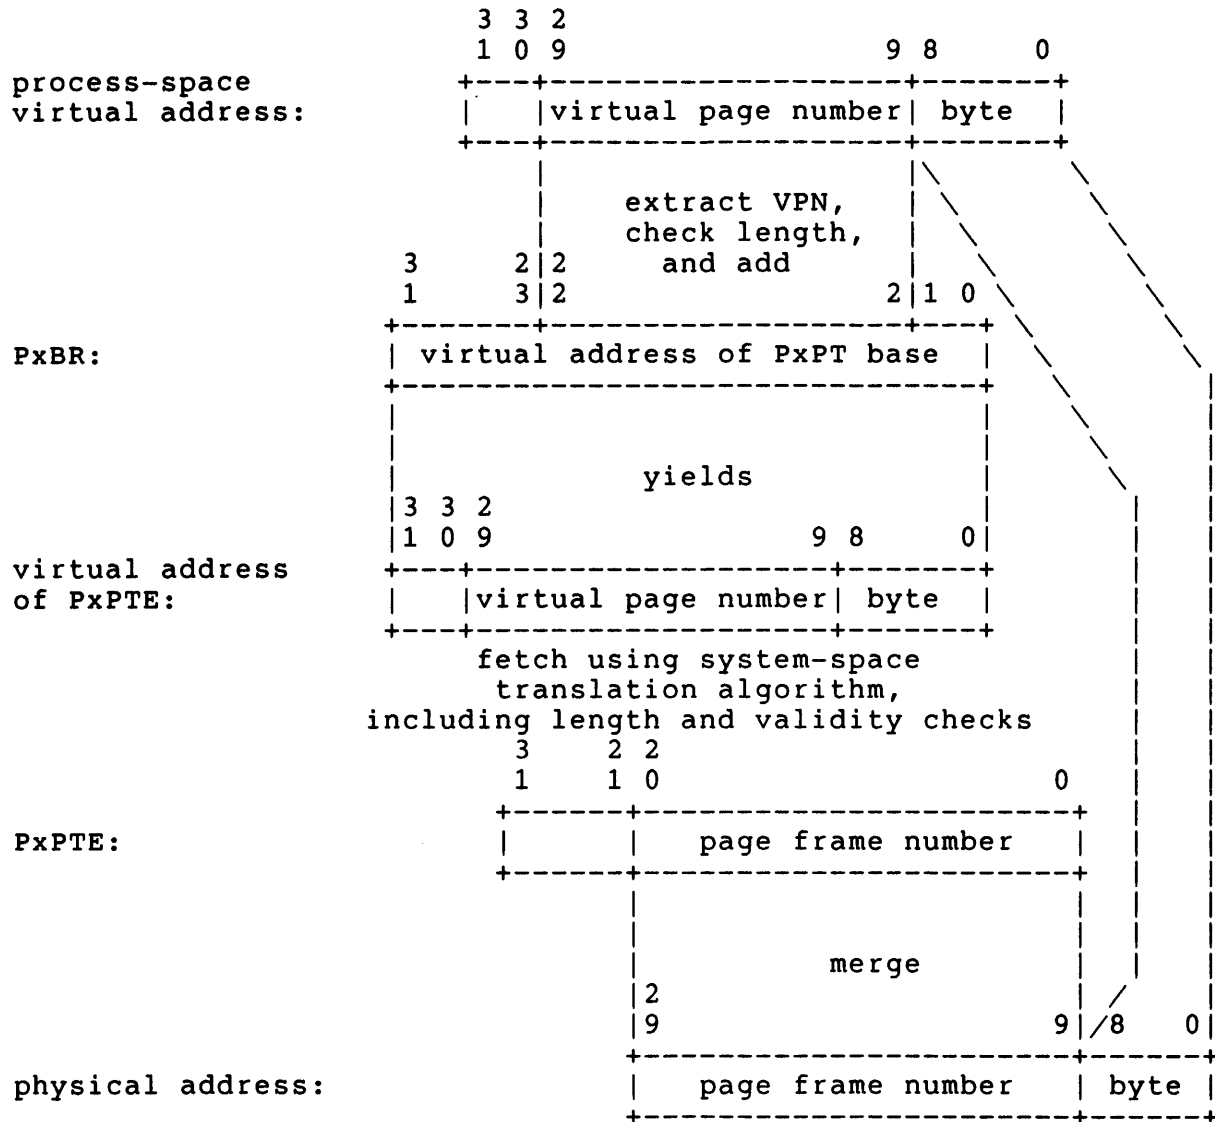 3 3 2
1 0 9 9 8 0
process-space
virtual address: virtual page number byte
extract VPN,
check length,
3 2 2 and add
1 3 2 2 1 0
PxBR: virtual address of PxPT base
yields
3 3 2
1 0 9 9 8 0
virtual address
of PxPTE: virtual page number byte
fetch using system-space
translation algorithm,
including length and validity checks
3 2 2
1 1 0 0
PxPTE: page frame number
merge
2
9 9 8 0
physical address: page frame number byte